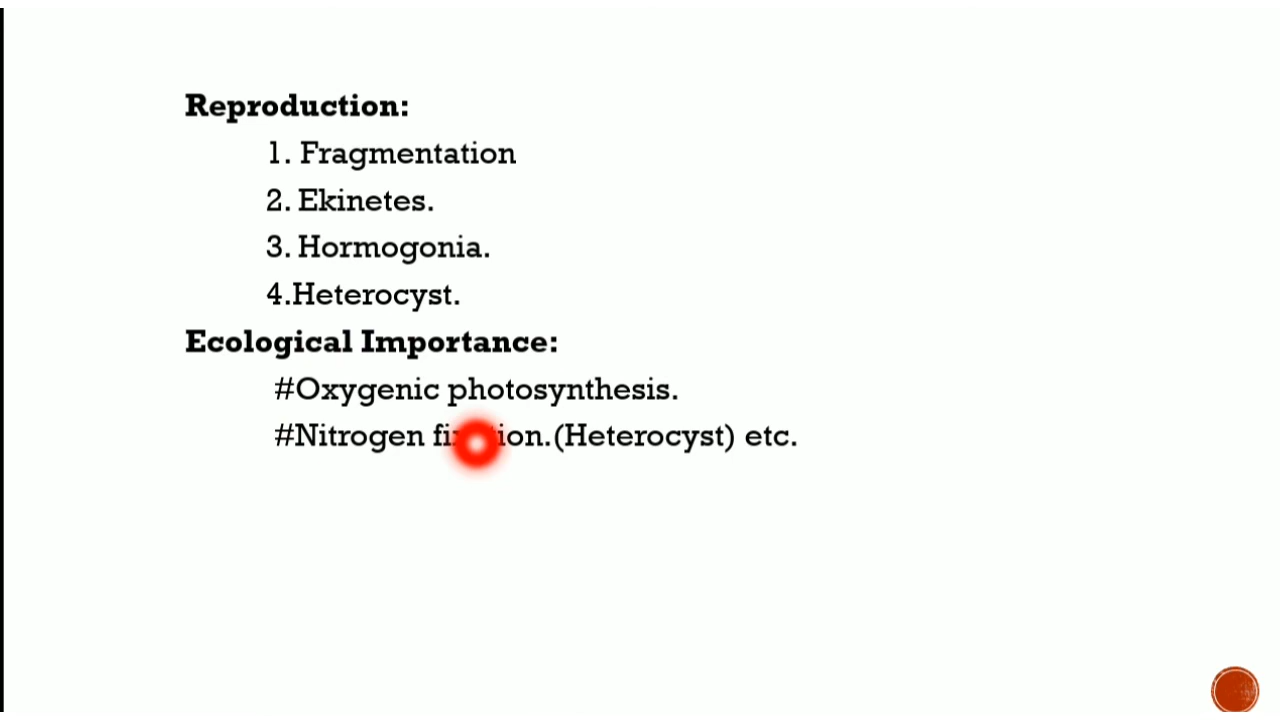 Reproduction:
1. Fragmentation
2. Ekinetes.
3. Hormogonia.
4.Heterocyst.
Ecological Importance:
#Oxygenic photosynthesis.
#Nitrogen (Heterocyst) etc.